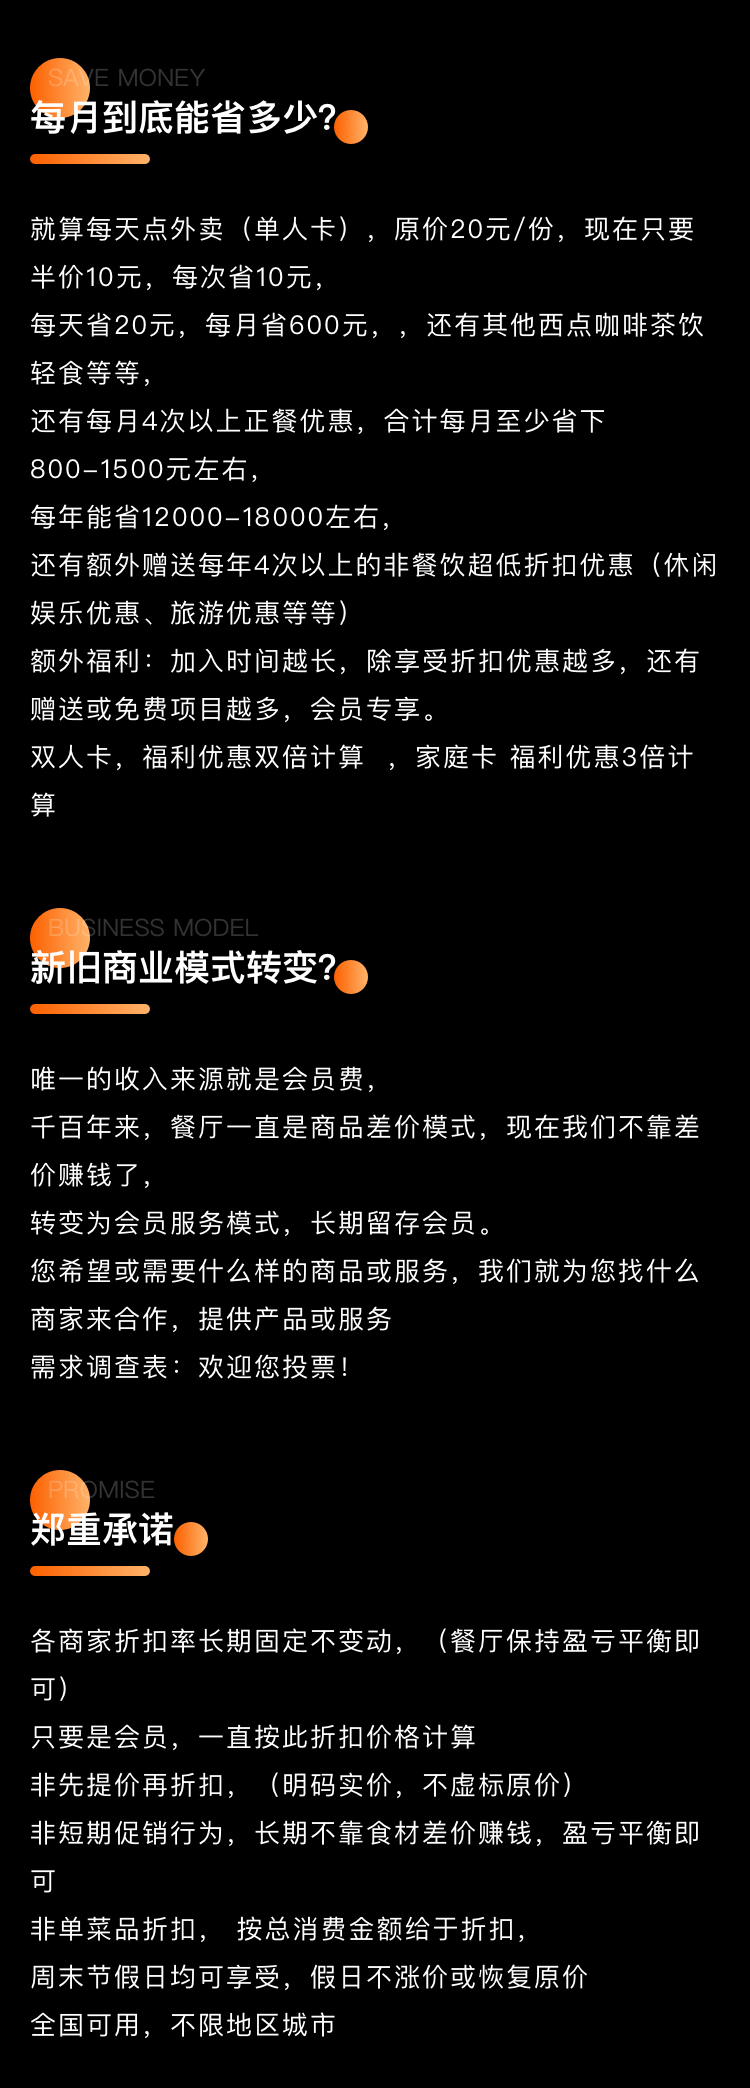 SAVE MONEY
每月到底能省多少?
就算每天点外卖（单人卡），原价20元/份，现在只要
半价10元，每次省10元，
每天省20元，每月省600元，，还有其他西点咖啡茶饮
轻食等等，
还有每月4次以上正餐优惠，合计每月至少省下
800-1500元左右，
每年能省12000-18000左右，
还有额外赠送每年4次以上的非餐饮超低折扣优惠（休闲
娱乐优惠、旅游优惠等等）
额外福利：加入时间越长，除享受折扣优惠越多，还有
赠送或免费项目越多，会员专享。
双人卡，福利优惠双倍计算 ，家庭卡 福利优惠3倍计
算
BUSINESS MODEL
新旧商业模式转变?
唯一的收入来源就是会员费，
千百年来，餐厅一直是商品差价模式，现在我们不靠差
价赚钱了，
转变为会员服务模式，长期留存会员。
您希望或需要什么样的商品或服务，我们就为您找什么
商家来合作，提供产品或服务
需求调查表：欢迎您投票！
PROMISE
郑重承诺
各商家折扣率长期固定不变动，（餐厅保持盈亏平衡即
可）
只要是会员，一直按此折扣价格计算
非先提价再折扣，（明码实价，不虚标原价）
非短期促销行为，长期不靠食材差价赚钱，盈亏平衡即
可
非单菜品折扣， 按总消费金额给于折扣，
周末节假日均可享受，假日不涨价或恢复原价
全国可用，不限地区城市